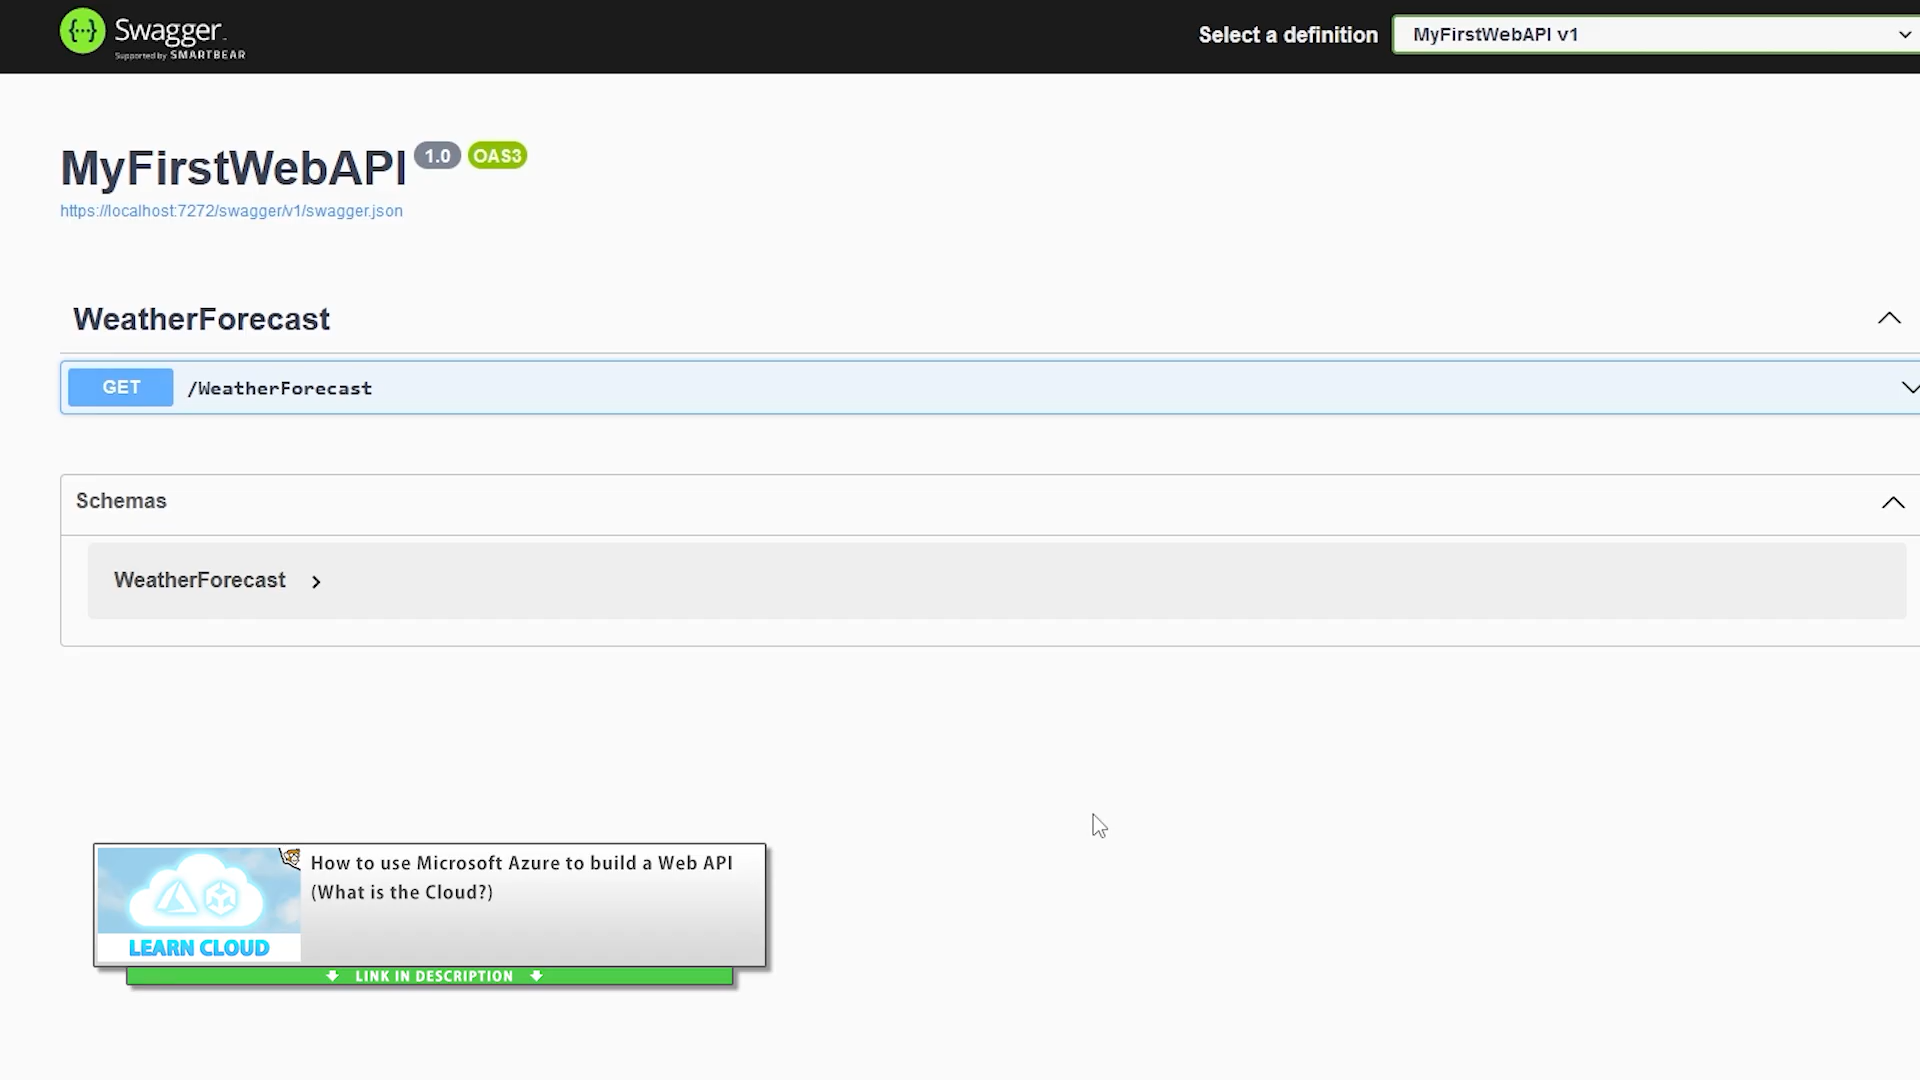 Swagger.
Supported by SMARTBEAR
Select a definition
MyFirstWebAPI v1
MyFirstWebAPI 1.0 OAS3
https://localhost:7272/swagger/v1/swagger.json
WeatherForecast
GET /WeatherForecast
Schemas
WeatherForecast
How to use Microsoft Azure to build a Web API
(What is the Cloud?)
LEARN CLOUD
LINK IN DESCRIPTION